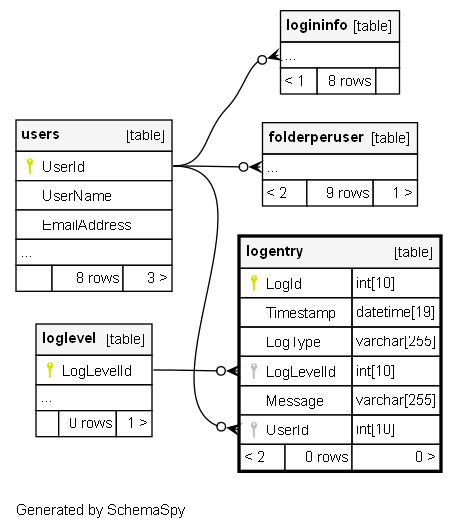 logininfo [table]
...
< 1 8 rows
users [table]
UserId
UserName
EmailAddress
...
8 rows 3 >
folderperuser [table]
...
< 2 9 rows 1 >
logentry [table]
LogId int[10]
Timestamp datetime[19]
LogType varchar[255]
LogLevelId int[10]
Message varchar[255]
UserId int[10]
< 2 0 rows 0 >
loglevel [table]
LogLevelId
...
0 rows 1 >
Generated by SchemaSpy